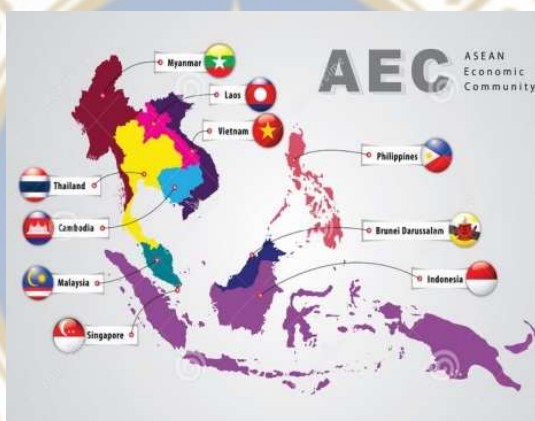 AEC
ASEAN
Economic
Community
Myanmar
Laos
Vietnam
Thailand
Philippines
Cambodia
Brunei Darussalam
Malaysia
Indonesia
Singapore